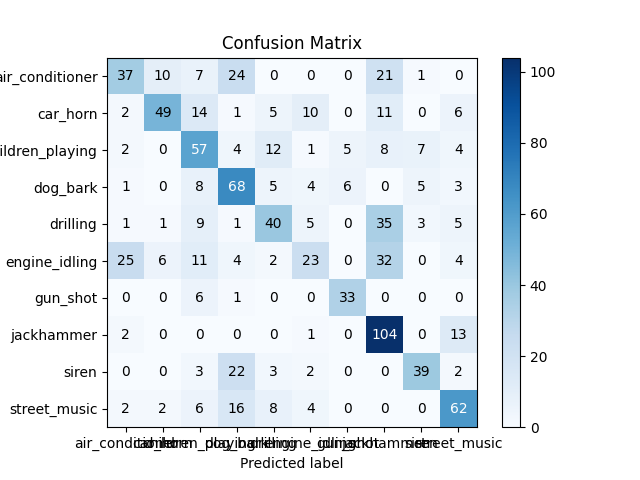 Confusion Matrix
air_conditioner 37 10 7 24 0 0 0 21 1 0
car_horn 2 49 14 1 5 10 0 11 0 6
ildren_playing 2 0 57 4 12 1 5 8 7 4
dog_bark 1 0 8 68 5 4 6 0 5 3
drilling 1 1 9 1 40 5 0 35 3 5
engine_idling 25 6 11 4 2 23 0 32 0 4
gun_shot 0 0 6 1 0 0 33 0 0 0
jackhammer 2 0 0 0 0 1 0 104 0 13
siren 0 0 3 22 3 2 0 0 39 2
street_music 2 2 6 16 8 4 0 0 0 62
street_music
Predicted label
100
80
60
40
20
0